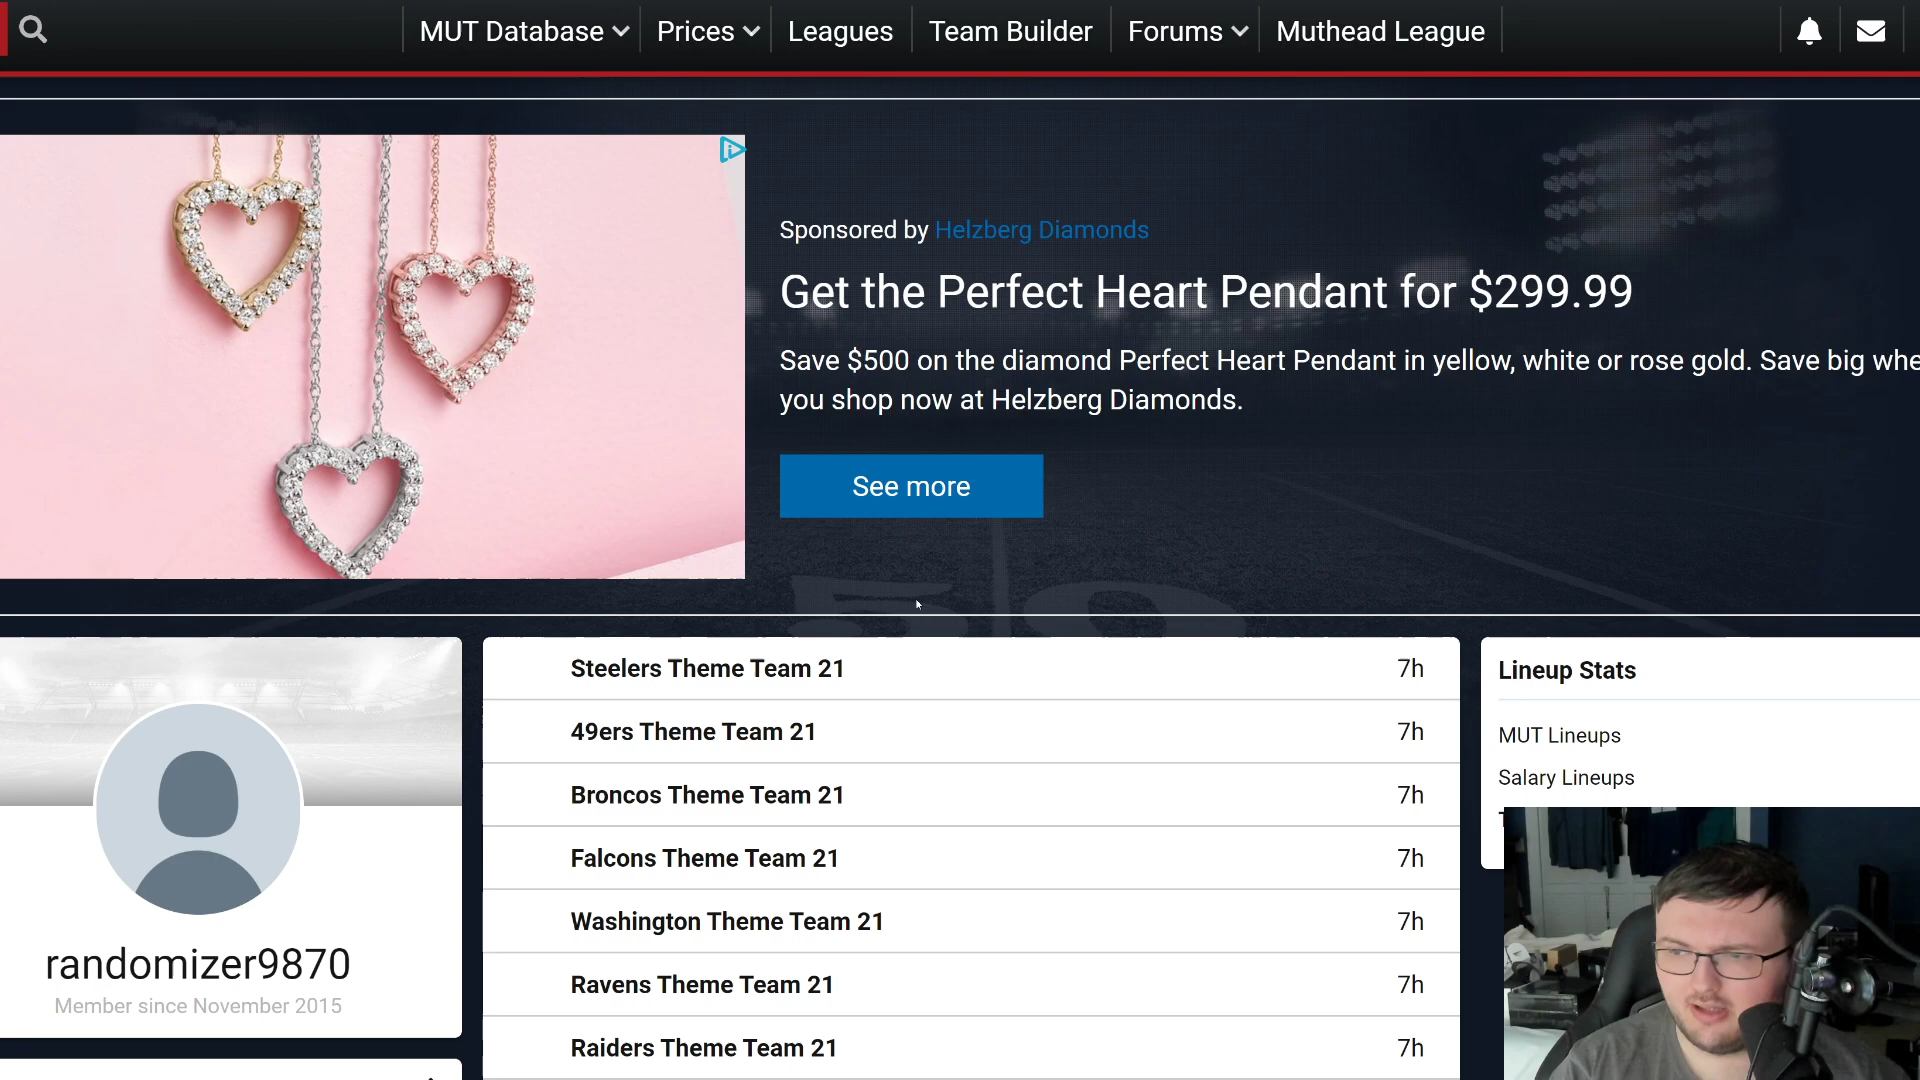 MUT Database
Prices
Leagues
Team Builder
Forums
Muthead League
Sponsored by Helzberg Diamonds
Get the Perfect Heart Pendant for $299.99
Save $500 on the diamond Perfect Heart Pendant in yellow, white or rose gold. Save big whe
you shop now at Helzberg Diamonds.
See more
50
randomizer9870
Member since November 2015
Steelers Theme Team 21 7h
49ers Theme Team 21 7h
Broncos Theme Team 21 7h
Falcons Theme Team 21 7h
Washington Theme Team 21 7h
Ravens Theme Team 21 7h
Raiders Theme Team 21 7h
Lineup Stats
MUT Lineups
Salary Lineups